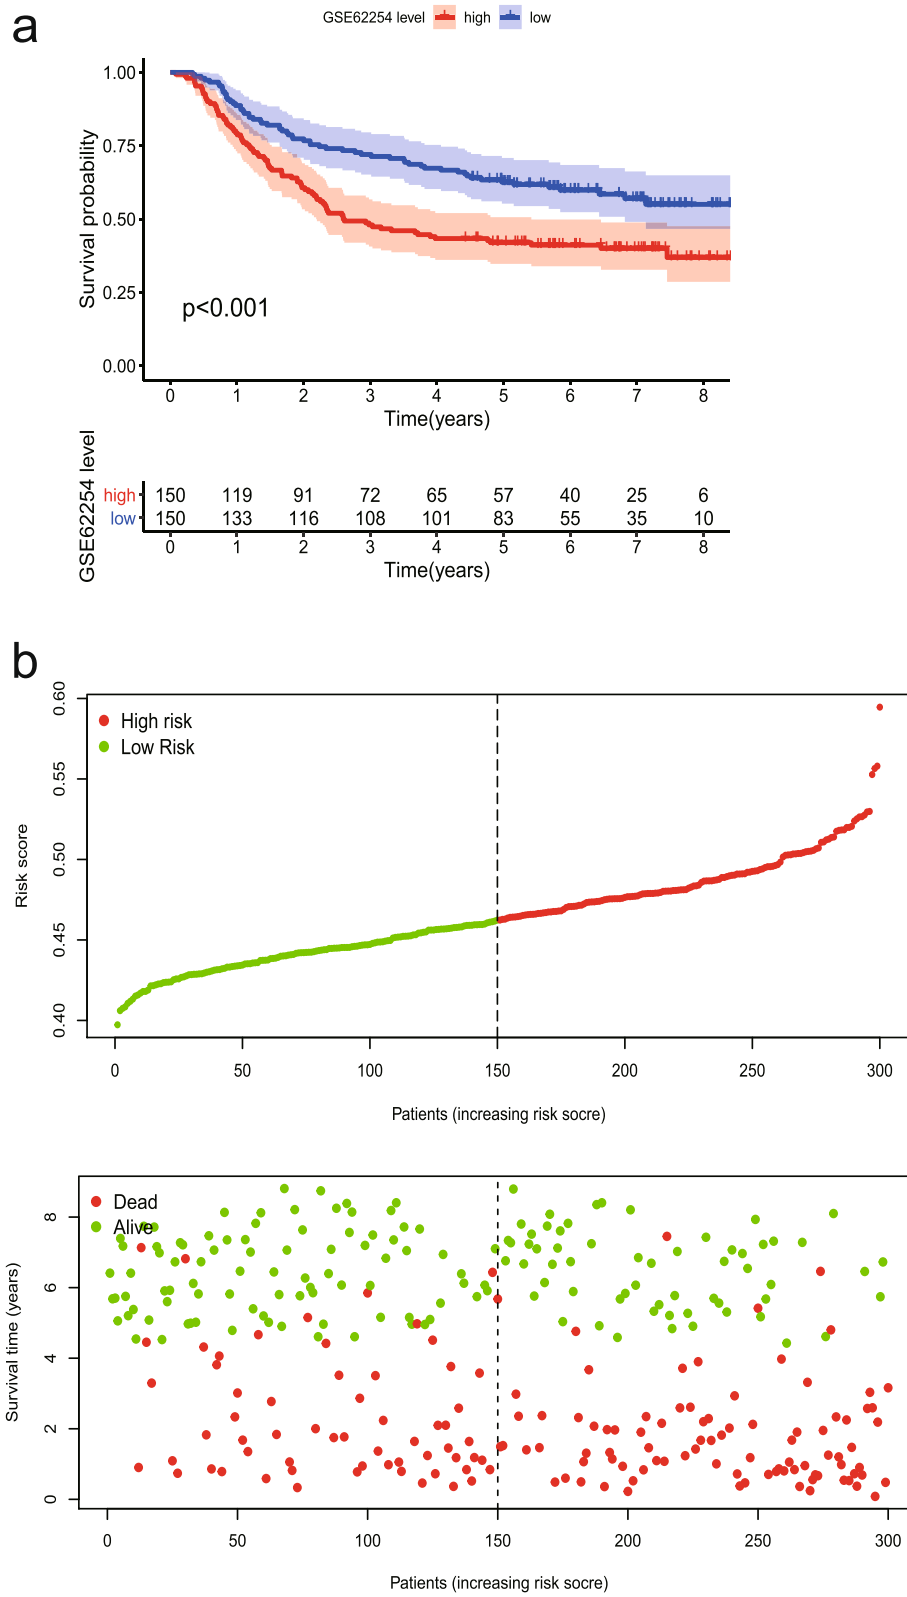 a
GSE62254 level high low
1.00
0.75
0.50
0.25
0.00
Survival probability
p<0.001
0 1 2 3 4 5 6 7 8
Time(years)
GSE62254 level
high 150 119 91 72 65 57 40 25 6
low 150 133 116 108 101 83 55 35 10
0 1 2 3 4 5 6 7 8
Time(years)
b
High risk
Low Risk
0.60
0.55
0.50
0.45
0.40
Risk score
0 50 100 150 200 250 300
Patients (increasing risk socre)
Dead
Alive
8
6
4
2
0
Survival time (years)
0 50 100 150 200 250 300
Patients (increasing risk socre)